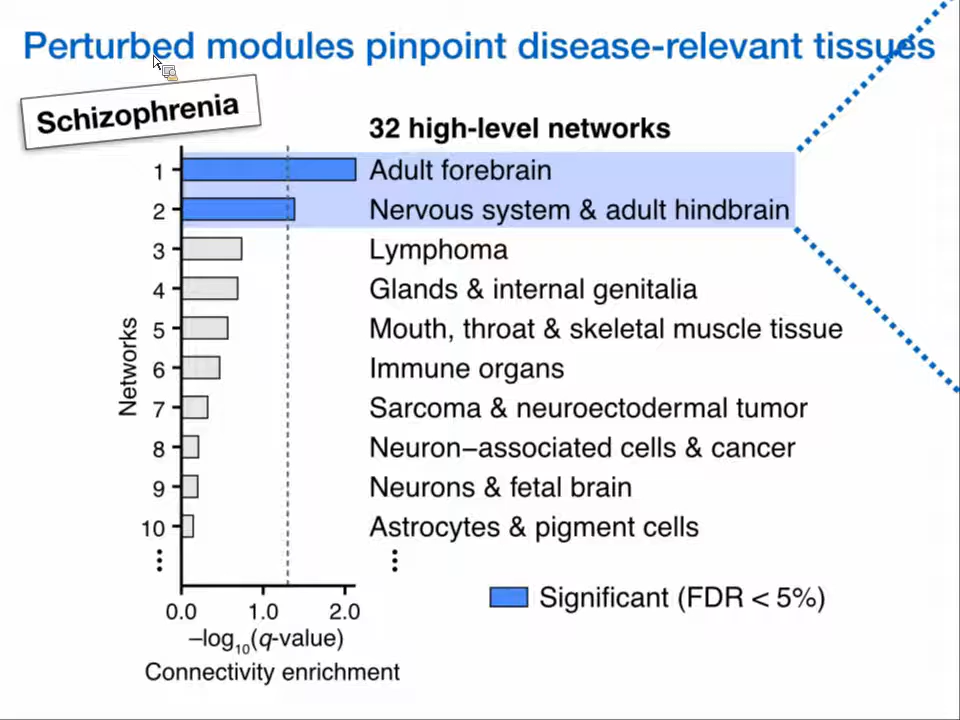 Perturbed modules pinpoint disease-relevant tissues
Schizophrenia
32 high-level networks
1 Adult forebrain
2 Nervous system & adult hindbrain
3 Lymphoma
4 Glands & internal genitalia
5 Mouth, throat & skeletal muscle tissue
6 Immune organs
7 Sarcoma & neuroectodermal tumor
8 Neuron−associated cells & cancer
9 Neurons & fetal brain
10 Astrocytes & pigment cells
Networks
0.0 1.0 2.0
−log10(q-value)
Connectivity enrichment
Significant (FDR < 5%)